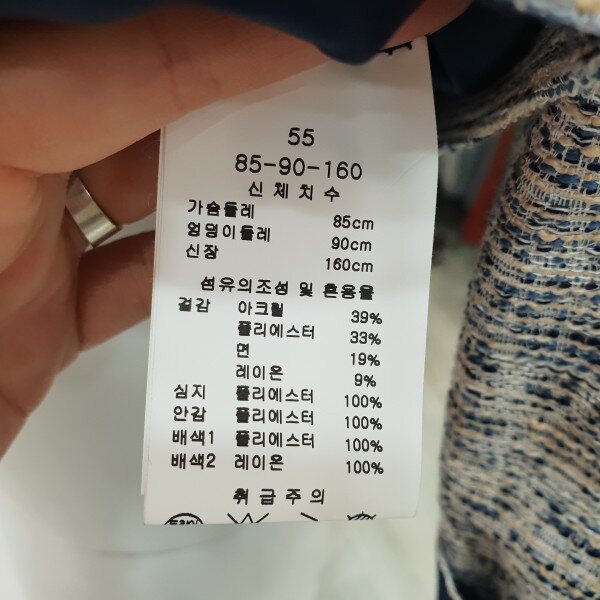 55
85-90-160
신체치수
가슴둘레 85cm
엉덩이둘레 90cm
신장 160cm
섬유의조성 및 혼용율
겉감 아크릴 39%
폴리에스터 33%
면 19%
레이온 9%
심지 폴리에스터 100%
안감 폴리에스터 100%
배색1 폴리에스터 100%
배색2 레이온 100%
취급주의